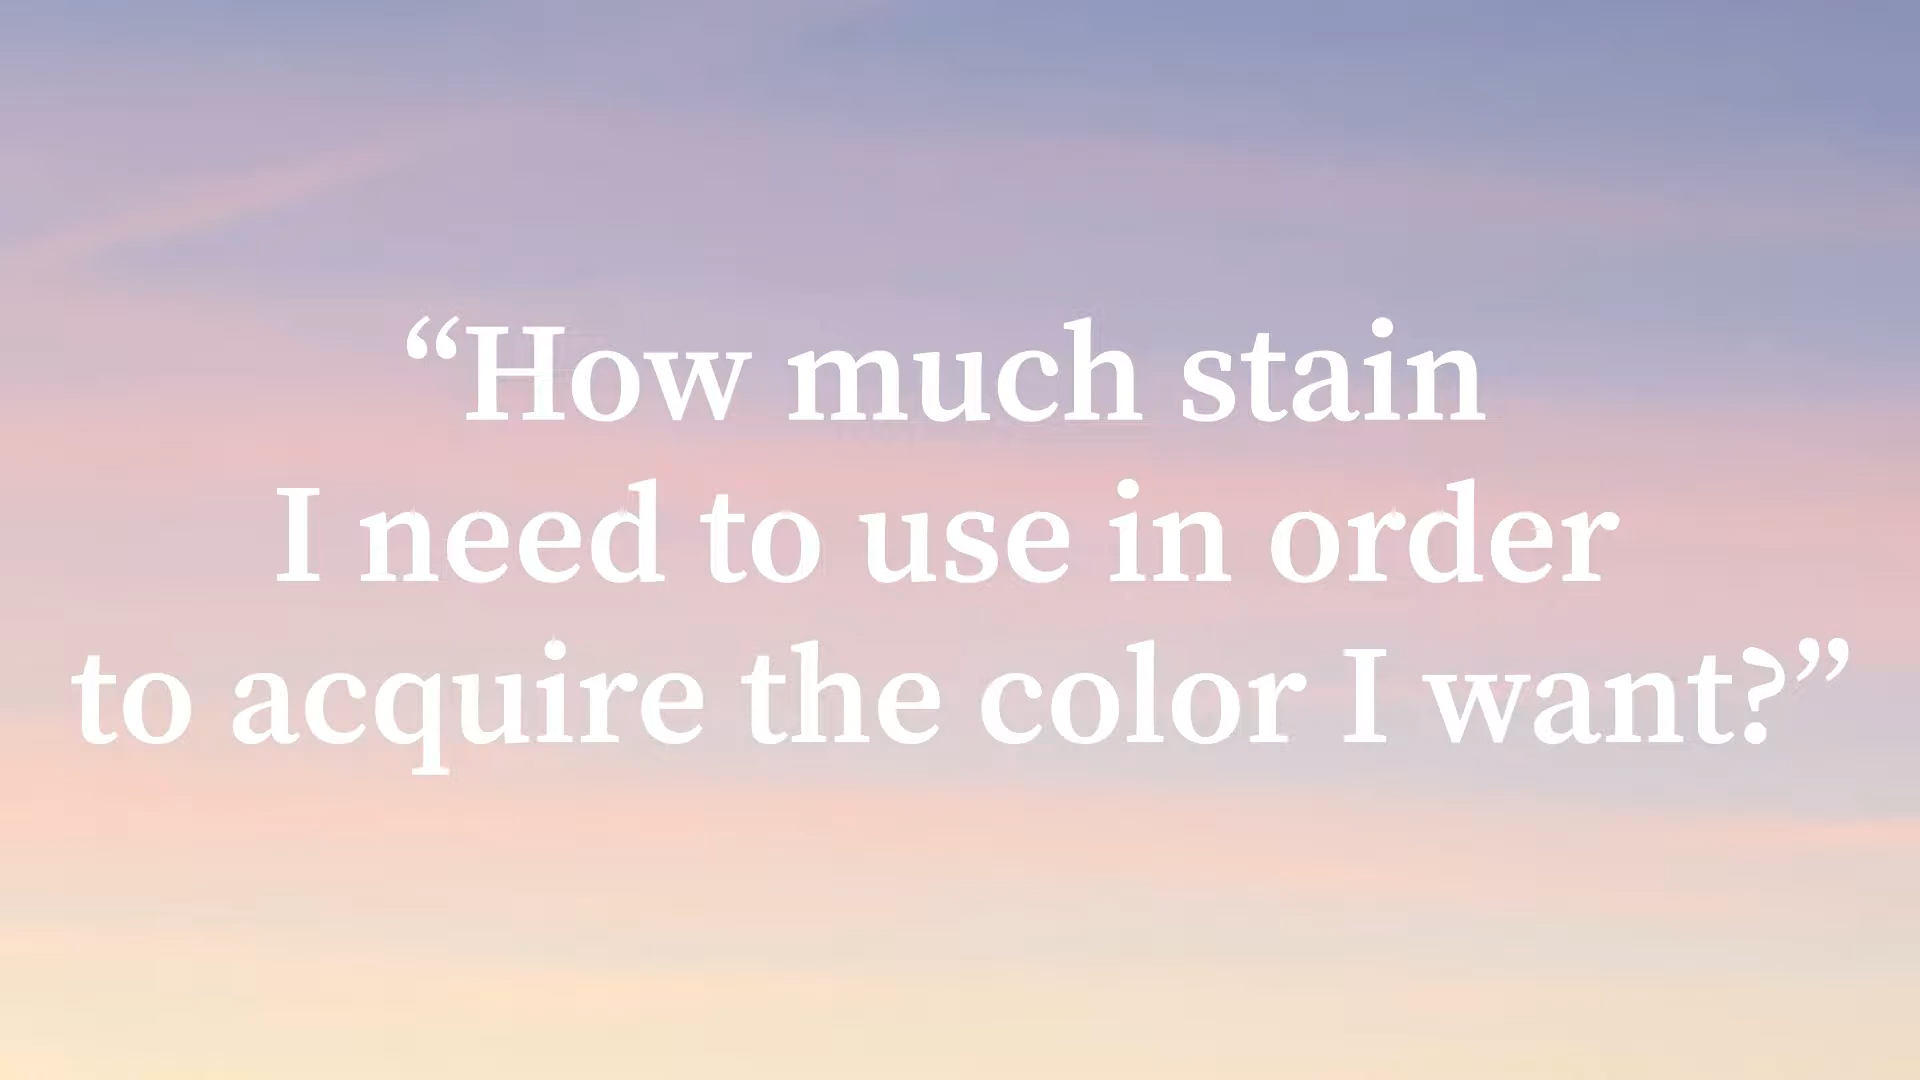 “How much stain
I need to use in order
to acquire the color I want?”